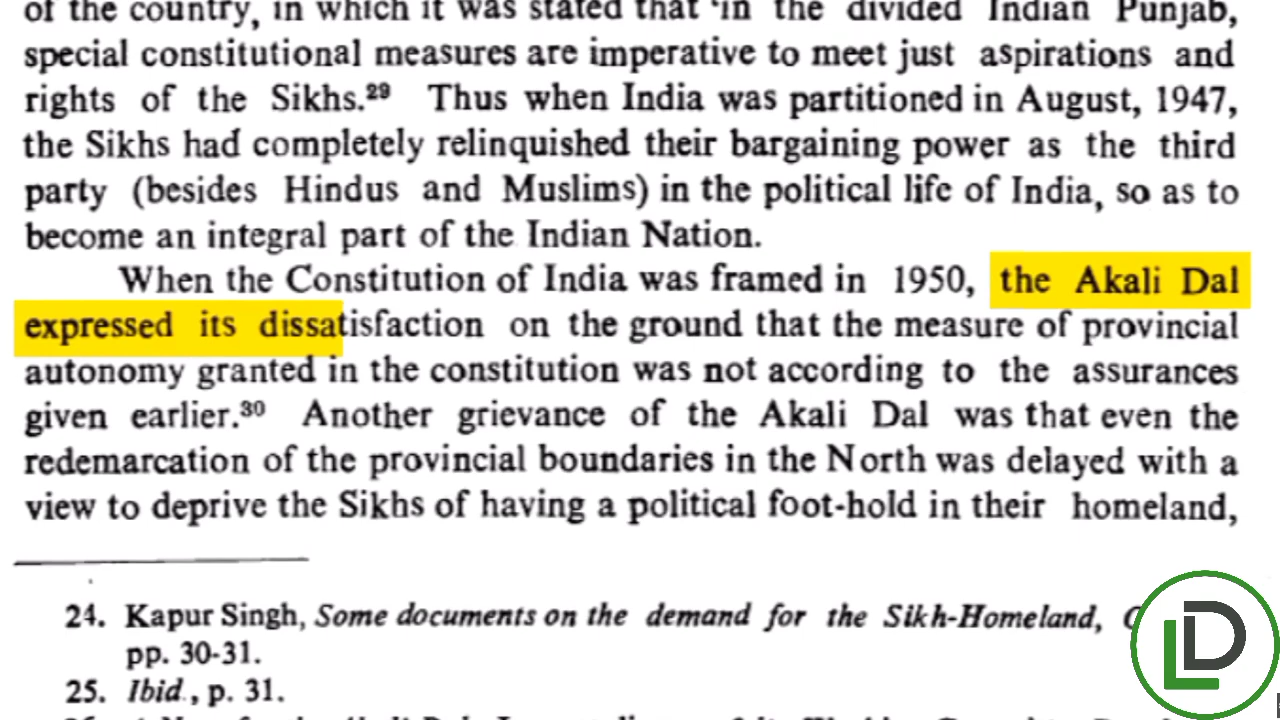 of the country, in which it was stated that 'in the divided Indian Punjab,
special constitutional measures are imperative to meet just aspirations and
rights of the Sikhs.²⁹ Thus when India was partitioned in August, 1947,
the Sikhs had completely relinquished their bargaining power as the third
party (besides Hindus and Muslims) in the political life of India, so as to
become an integral part of the Indian Nation.
When the Constitution of India was framed in 1950, the Akali Dal
expressed its dissatisfaction on the ground that the measure of provincial
autonomy granted in the constitution was not according to the assurances
given earlier.³⁰ Another grievance of the Akali Dal was that even the
redemarcation of the provincial boundaries in the North was delayed with a
view to deprive the Sikhs of having a political foot-hold in their homeland,
24. Kapur Singh, Some documents on the demand for the Sikh-Homeland,
pp. 30-31.
25. Ibid., p. 31.
LD